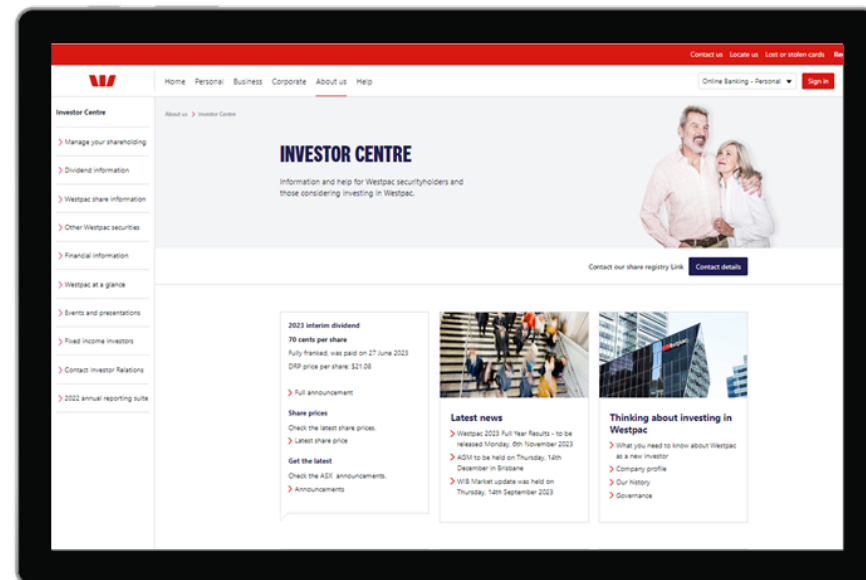 Contact us Locate us Lost or stolen cards Re
Home Personal Business Corporate About us Help
Online Banking - Personal
Sign in
Investor Centre
Manage your shareholding
Dividend information
Westpac share information
Other Westpac securities
Financial information
Westpac at a glance
Events and presentations
Fixed income investors
Contact Investor Relations
2022 annual reporting suite
About us Investor Centre
INVESTOR CENTRE
Information and help for Westpac securityholders and
those considering investing in Westpac.
Contact our share registry Link
Contact details
2023 interim dividend
70 cents per share
Fully franked, was paid on 27 June 2023
DRP price per share: $21.08
Full announcement
Share prices
Check the latest share prices.
Latest share price
Get the latest
Check the ASX announcements.
Announcements
Latest news
Westpac 2023 Full Year Results - to be
released Monday, 6th November 2023
AGM to be held on Thursday, 14th
December in Brisbane
WIB Market update was held on
Thursday, 14th September 2023
Thinking about investing in
Westpac
What you need to know about Westpac
as a new investor
Company profile
Our history
Governance